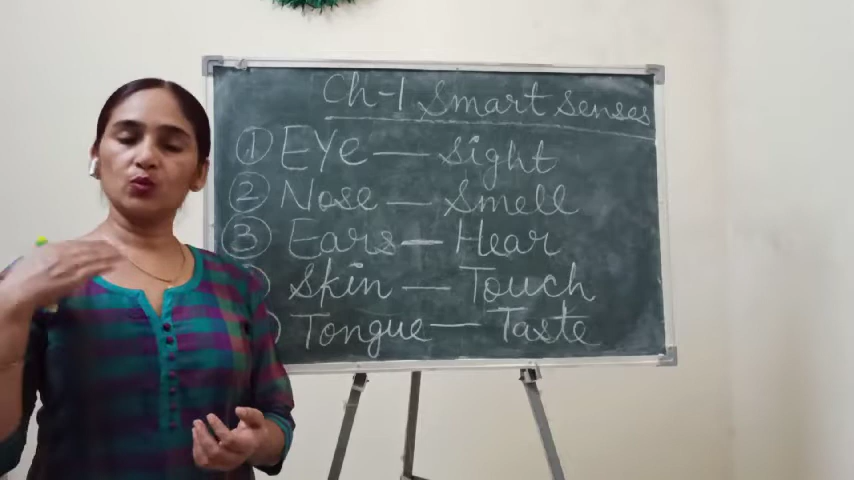 Ch-1 Smart Senses
① EYe — Sight
② Nose — Smell
③ Ears — Hear
Skin — Touch
Tongue — Taste